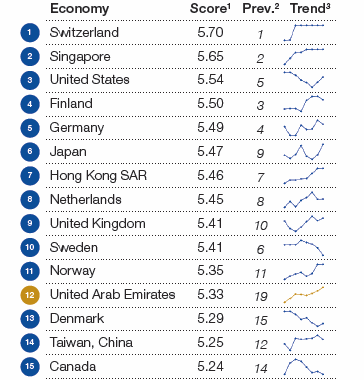 Economy Score¹ Prev.² Trend³
1 Switzerland 5.70 1
2 Singapore 5.65 2
3 United States 5.54 5
4 Finland 5.50 3
5 Germany 5.49 4
6 Japan 5.47 9
7 Hong Kong SAR 5.46 7
8 Netherlands 5.45 8
9 United Kingdom 5.41 10
10 Sweden 5.41 6
11 Norway 5.35 11
12 United Arab Emirates 5.33 19
13 Denmark 5.29 15
14 Taiwan, China 5.25 12
15 Canada 5.24 14